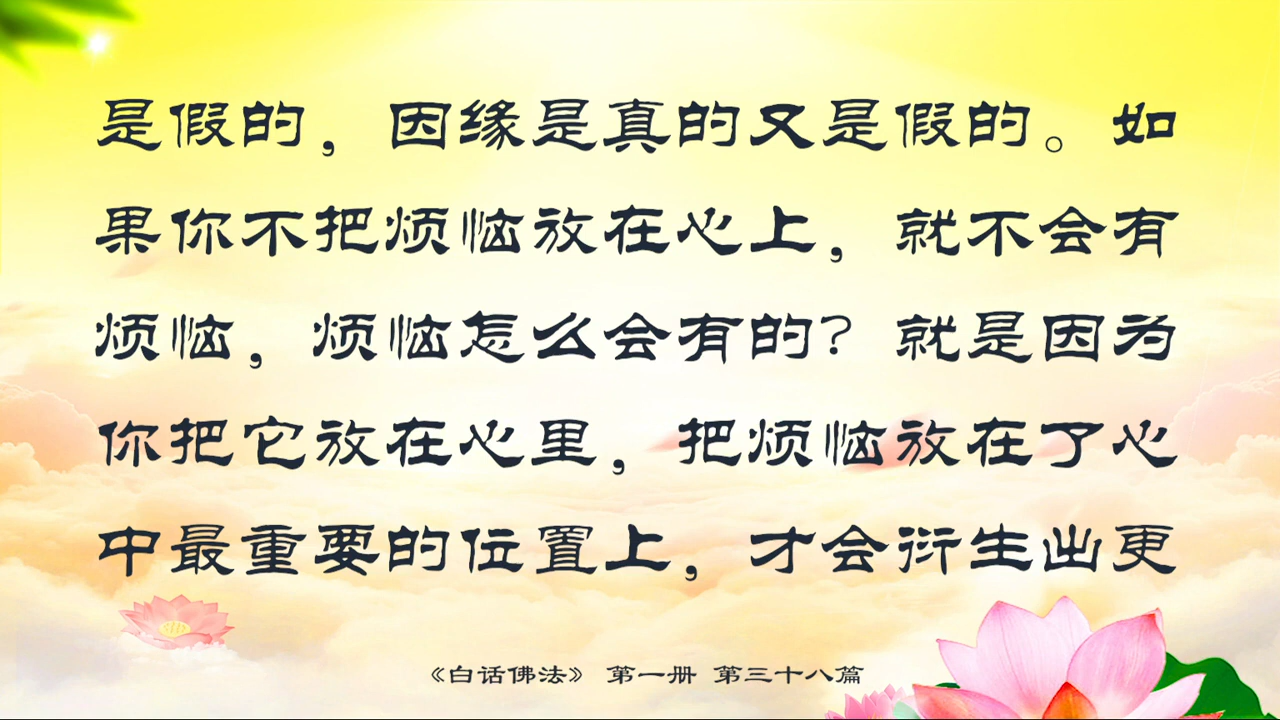 是假的，因缘是真的又是假的。如
果你不把烦恼放在心上，就不会有
烦恼，烦恼怎么会有的？就是因为
你把它放在心里，把烦恼放在了心
中最重要的位置上，才会衍生出更
《白话佛法》 第一册 第三十八篇